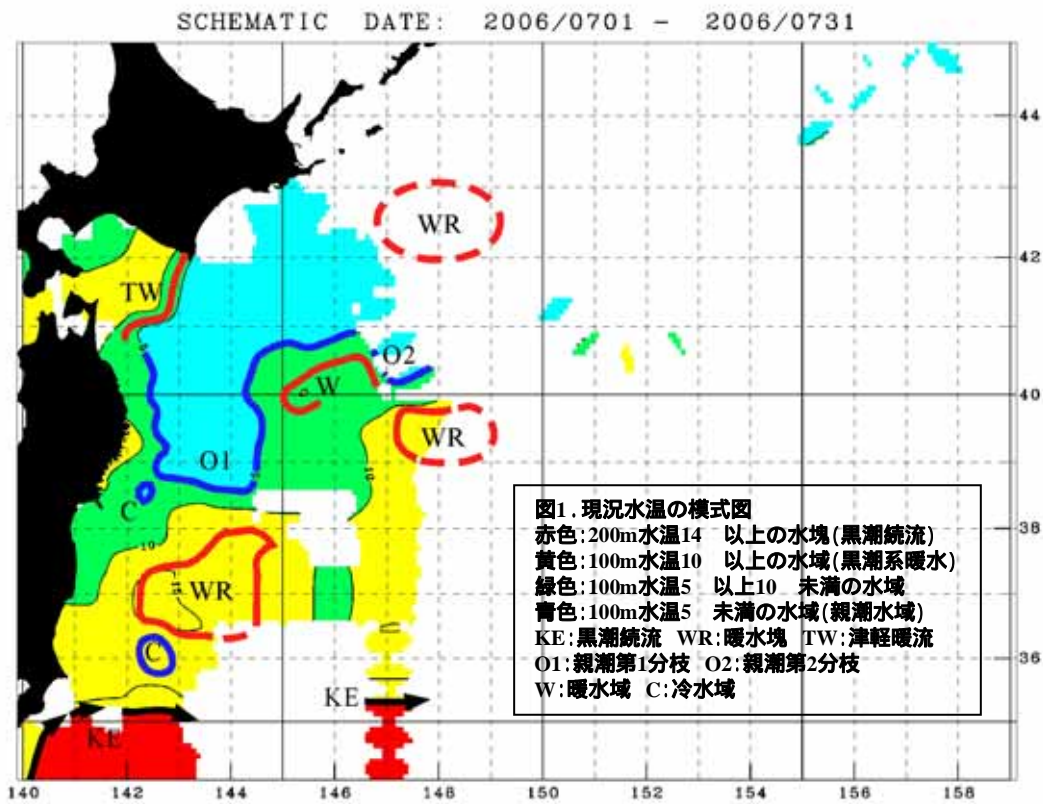 SCHEMATIC DATE: 2006/0701 - 2006/0731
WR
44
42
TW
O2
W
40
WR
O1
C
38
10
10
WR
15
C
36
KE
KE
図1.現況水温の模式図
赤色:200m水温14 以上の水塊(黒潮続流)
黄色:100m水温10 以上の水域(黒潮系暖水)
緑色:100m水温5 以上10 未満の水域
青色:100m水温5 未満の水域(親潮水域)
KE:黒潮続流 WR:暖水塊 TW:津軽暖流
O1:親潮第1分枝 O2:親潮第2分枝
W:暖水域 C:冷水域
140 142 144 146 148 150 152 154 156 158